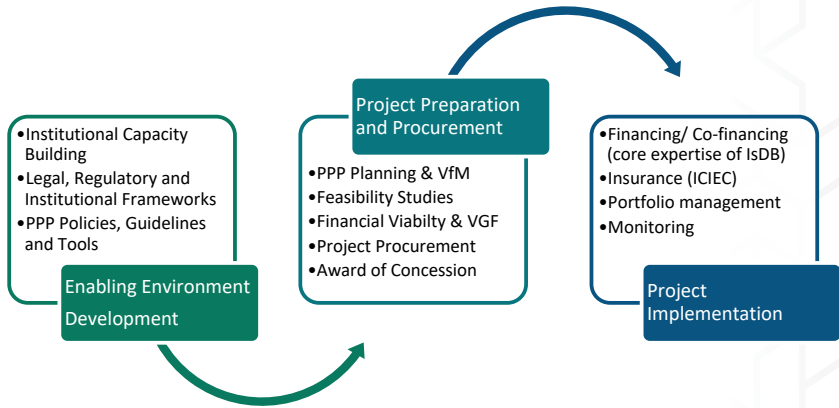 •Institutional Capacity
Building
•Legal, Regulatory and
Institutional Frameworks
•PPP Policies, Guidelines
and Tools
Enabling Environment
Development
Project Preparation
and Procurement
•PPP Planning & VfM
•Feasibility Studies
•Financial Viabilty & VGF
•Project Procurement
•Award of Concession
•Financing/ Co-financing
(core expertise of IsDB)
•Insurance (ICIEC)
•Portfolio management
•Monitoring
Project
Implementation